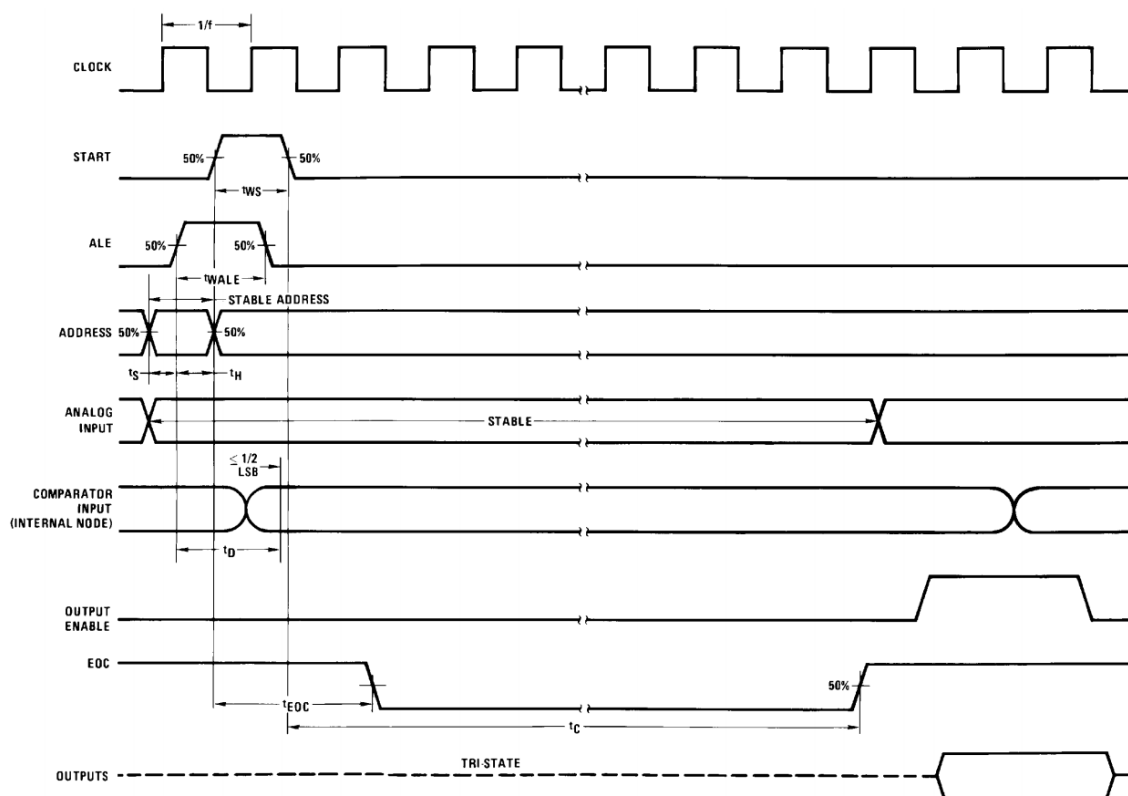 1/f
CLOCK
START
50%
50%
tWS
ALE
50%
50%
tWALE
STABLE ADDRESS
ADDRESS
50%
50%
tS
tH
ANALOG
INPUT
STABLE
≤ 1/2
LSB
COMPARATOR
INPUT
(INTERNAL NODE)
tD
OUTPUT
ENABLE
EOC
50%
tEOC
tC
TRI-STATE
OUTPUTS